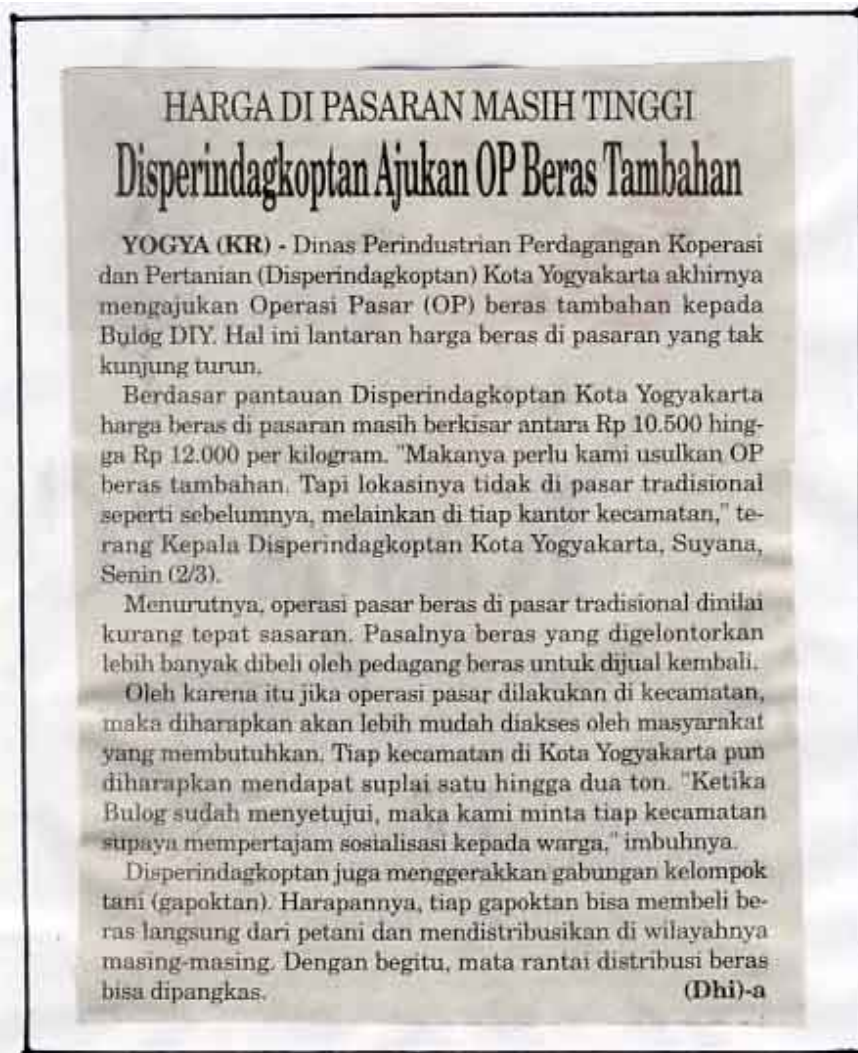 HARGA DI PASARAN MASIH TINGGI
Disperindagkoptan Ajukan OP Beras Tambahan
YOGYA (KR) - Dinas Perindustrian Perdagangan Koperasi
dan Pertanian (Disperindagkoptan) Kota Yogyakarta akhirnya
mengajukan Operasi Pasar (OP) beras tambahan kepada
Bulog DIY. Hal ini lantaran harga beras di pasaran yang tak
kunjung turun.
Berdasar pantauan Disperindagkoptan Kota Yogyakarta
harga beras di pasaran masih berkisar antara Rp 10.500 hing-
ga Rp 12.000 per kilogram. "Makanya perlu kami usulkan OP
beras tambahan. Tapi lokasinya tidak di pasar tradisional
seperti sebelumnya, melainkan di tiap kantor kecamatan," te-
rang Kepala Disperindagkoptan Kota Yogyakarta, Suyana,
Senin (2/3).
Menurutnya, operasi pasar beras di pasar tradisional dinilai
kurang tepat sasaran. Pasalnya beras yang digelontorkan
lebih banyak dibeli oleh pedagang beras untuk dijual kembali.
Oleh karena itu jika operasi pasar dilakukan di kecamatan,
maka diharapkan akan lebih mudah diakses oleh masyarakat
yang membutuhkan. Tiap kecamatan di Kota Yogyakarta pun
diharapkan mendapat suplai satu hingga dua ton. "Ketika
Bulog sudah menyetujui, maka kami minta tiap kecamatan
supaya mempertajam sosialisasi kepada warga," imbuhnya.
Disperindagkoptan juga menggerakkan gabungan kelompok
tani (gapoktan). Harapannya, tiap gapoktan bisa membeli be-
ras langsung dari petani dan mendistribusikan di wilayahnya
masing-masing. Dengan begitu, mata rantai distribusi beras
bisa dipangkas. (Dhi)-a